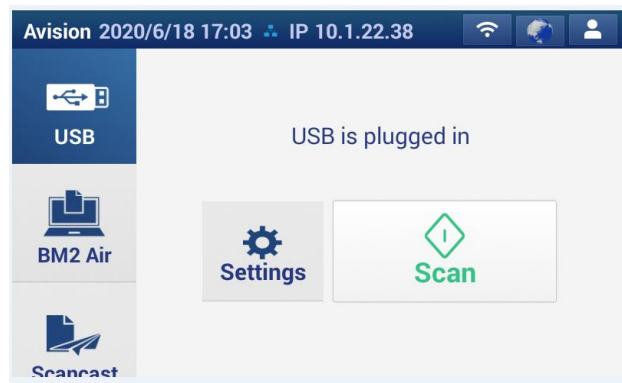 Avision 2020/6/18 17:03 IP 10.1.22.38
USB
USB is plugged in
BM2 Air
Settings
Scan
Scancast